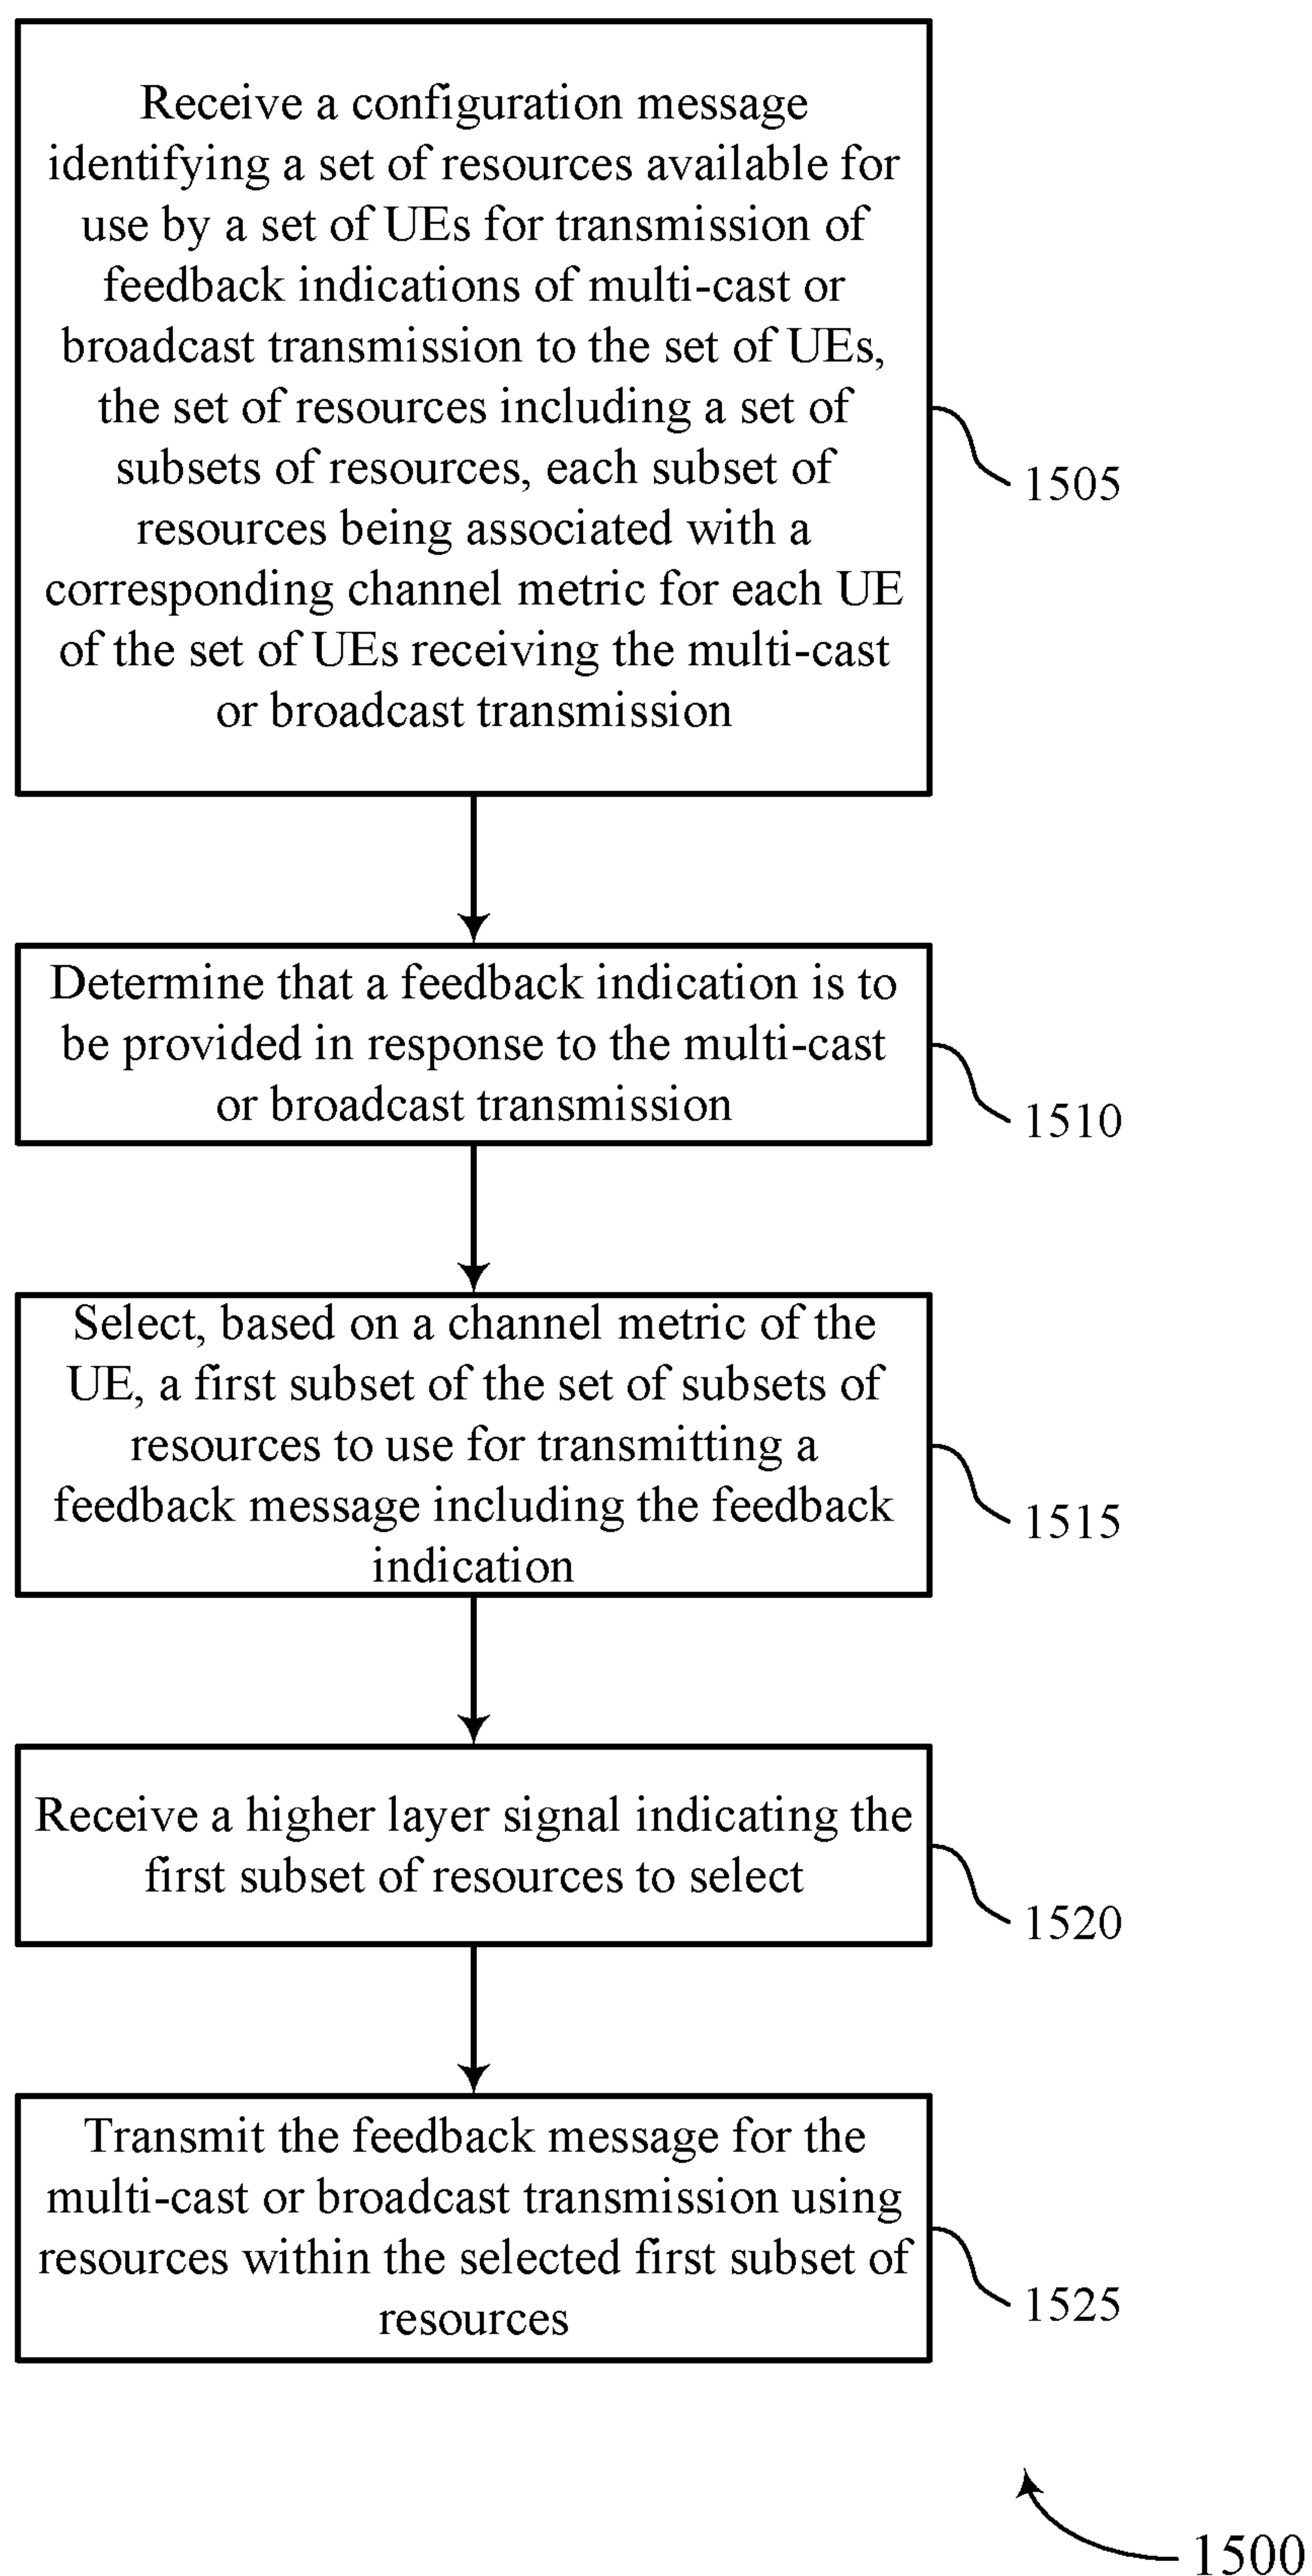 Receive a configuration message
identifying a set of resources available for
use by a set of UEs for transmission of
feedback indications of multi-cast or
broadcast transmission to the set of UEs,
the set of resources including a set of
subsets of resources, each subset of
resources being associated with a
corresponding channel metric for each UE
of the set of UEs receiving the multi-cast
or broadcast transmission
1505
Determine that a feedback indication is to
be provided in response to the multi-cast
or broadcast transmission
1510
Select, based on a channel metric of the
UE, a first subset of the set of subsets of
resources to use for transmitting a
feedback message including the feedback
indication
1515
Receive a higher layer signal indicating the
first subset of resources to select
1520
Transmit the feedback message for the
multi-cast or broadcast transmission using
resources within the selected first subset of
resources
1525
1500